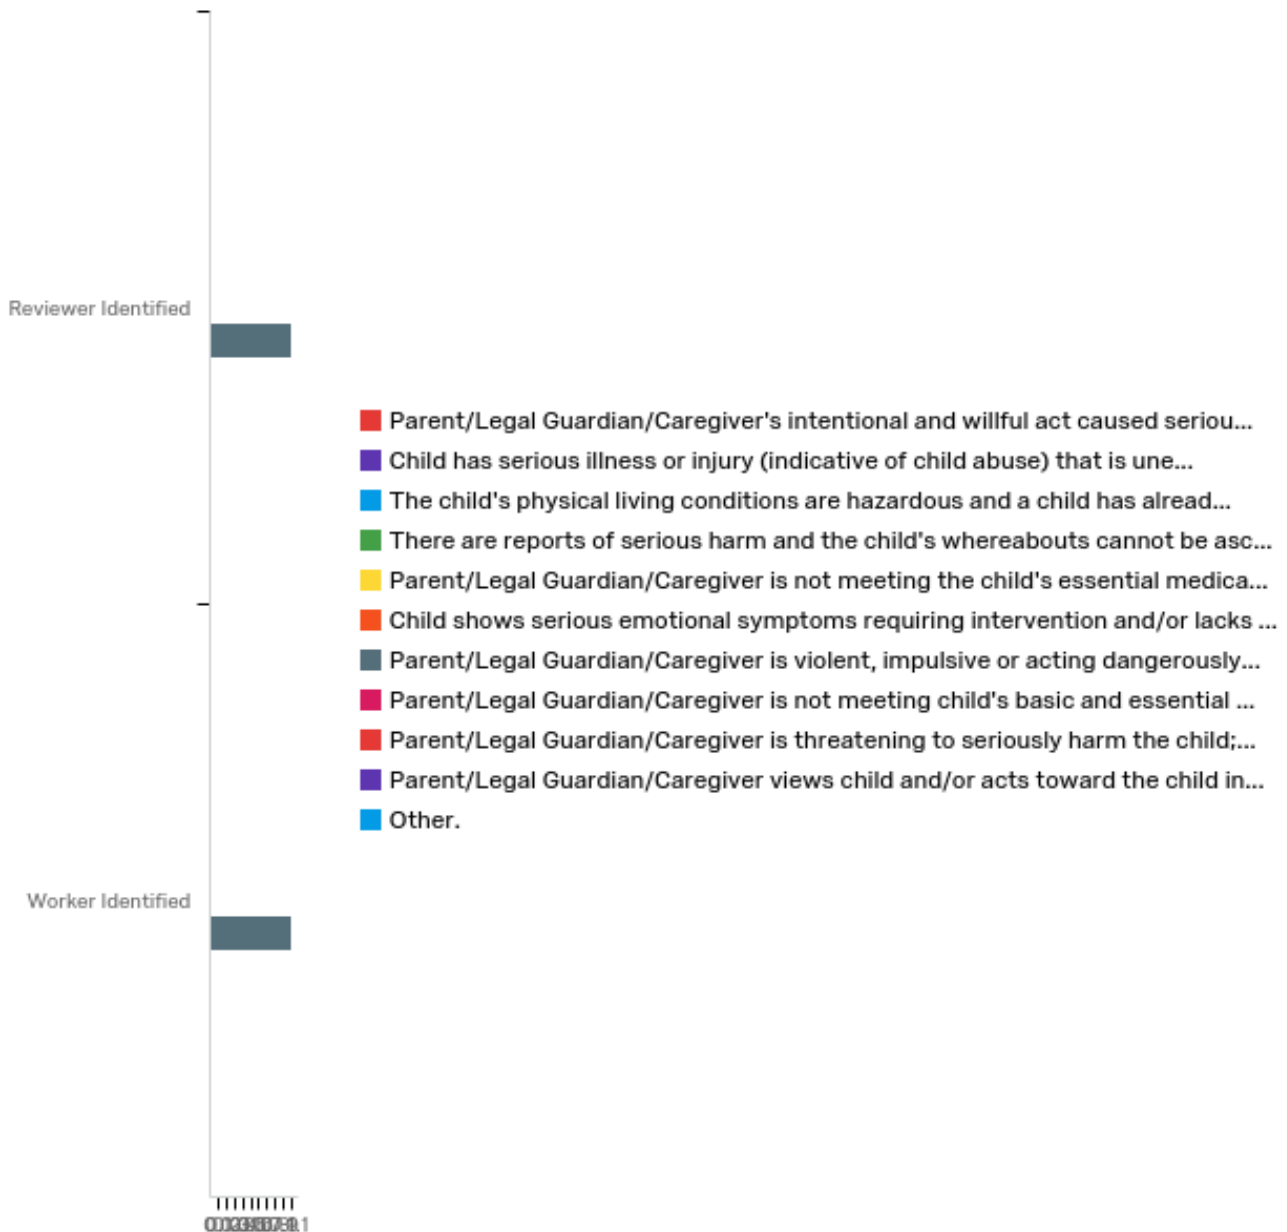 Reviewer Identified
Parent/Legal Guardian/Caregiver's intentional and willful act caused seriou...
Child has serious illness or injury (indicative of child abuse) that is une...
The child's physical living conditions are hazardous and a child has alread...
There are reports of serious harm and the child's whereabouts cannot be asc...
Parent/Legal Guardian/Caregiver is not meeting the child's essential medica...
Child shows serious emotional symptoms requiring intervention and/or lacks ...
Parent/Legal Guardian/Caregiver is violent, impulsive or acting dangerously...
Parent/Legal Guardian/Caregiver is not meeting child's basic and essential ...
Parent/Legal Guardian/Caregiver is threatening to seriously harm the child;...
Parent/Legal Guardian/Caregiver views child and/or acts toward the child in...
Other.
Worker Identified